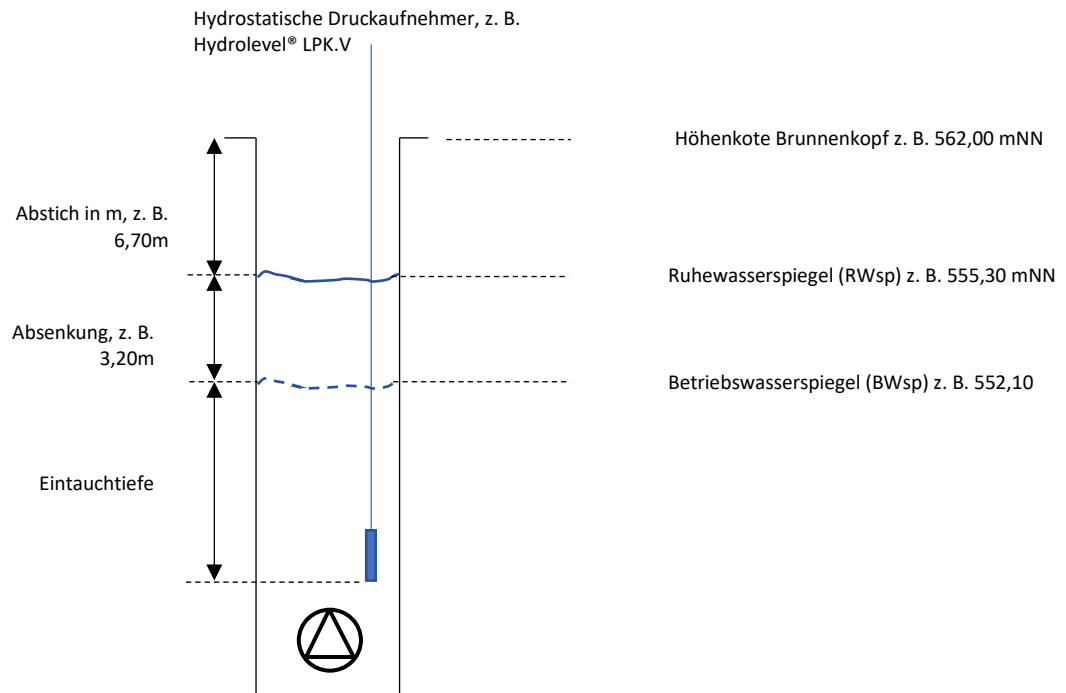 Hydrostatische Druckaufnehmer, z. B.
Hydrolevel® LPK.V
Höhenkote Brunnenkopf z. B. 562,00 mNN
Abstich in m, z. B.
6,70m
Ruhewasserspiegel (RWsp) z. B. 555,30 mNN
Absenkung, z. B.
3,20m
Betriebswasserspiegel (BWsp) z. B. 552,10
Eintauchtiefe